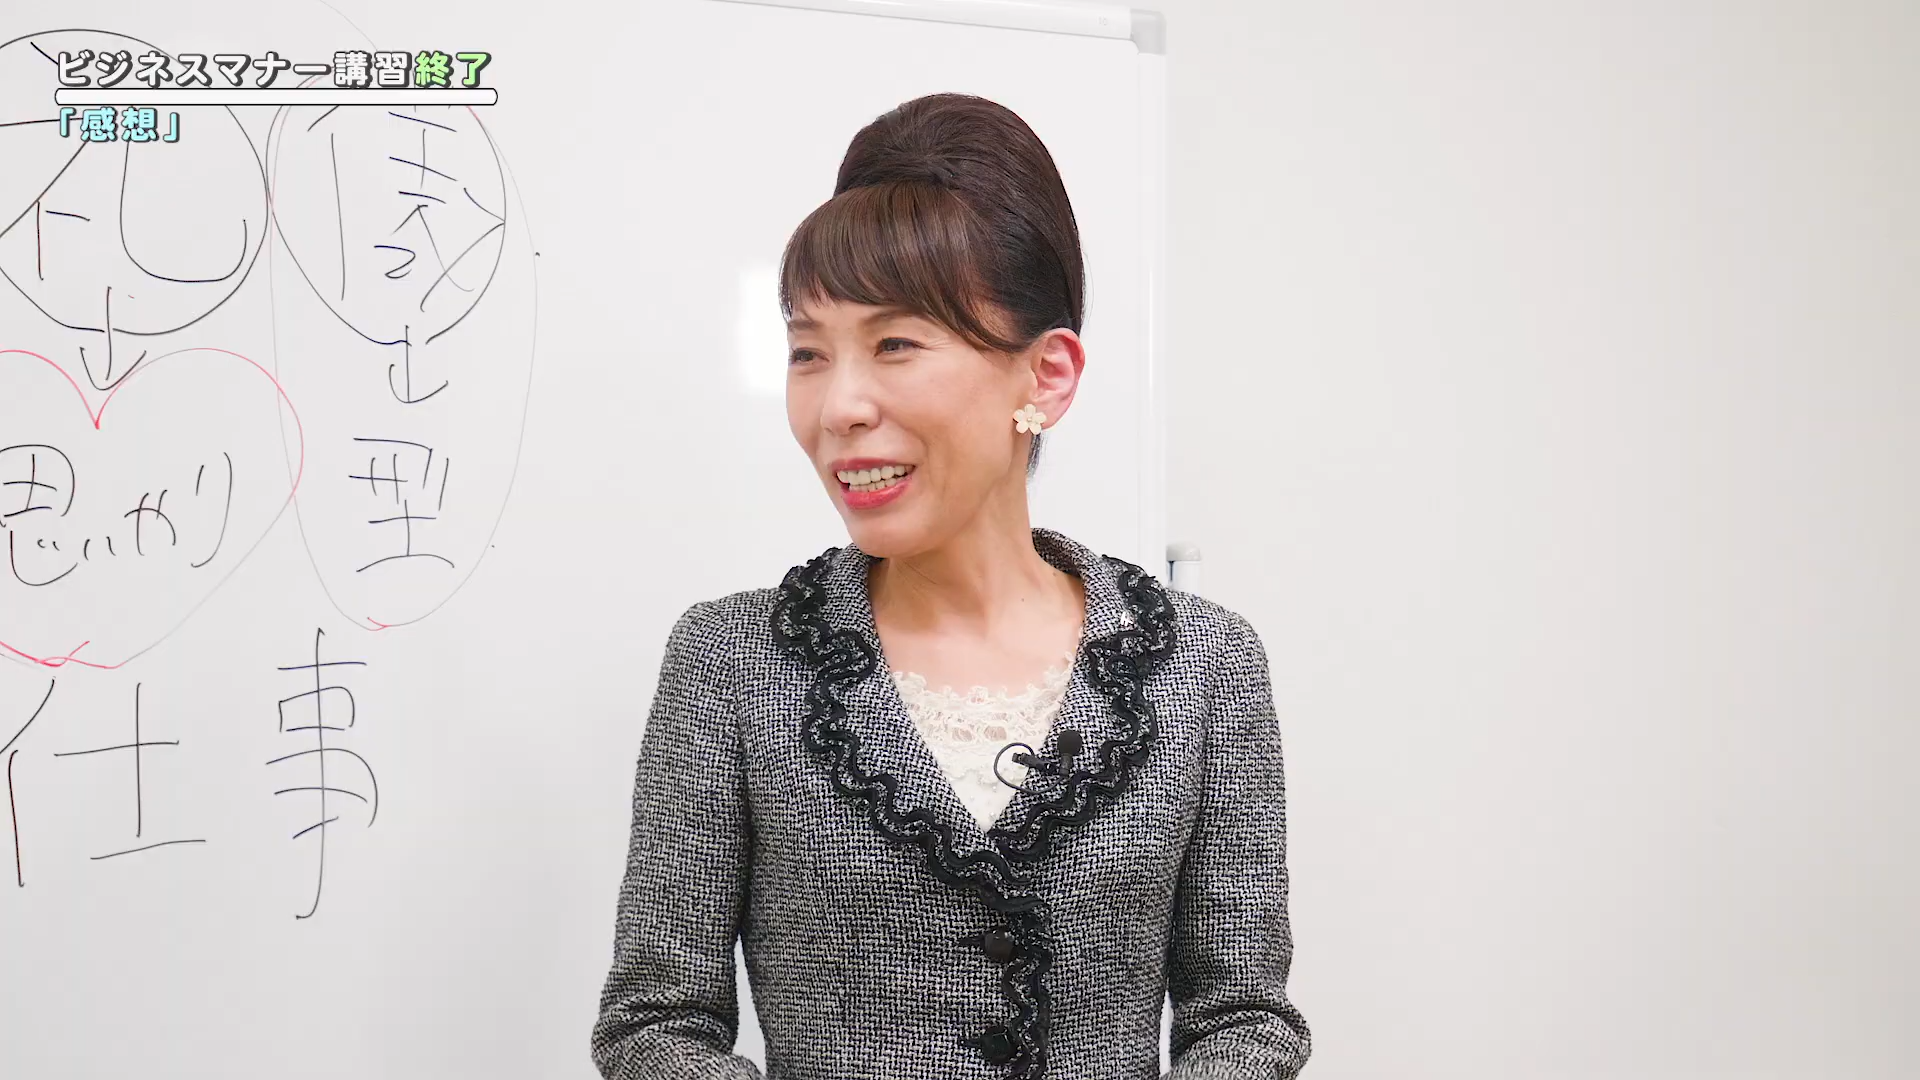 ビジネスマナー講習終了
「感想」
礼 儀
↓ ↓
思いやり 型
仕事